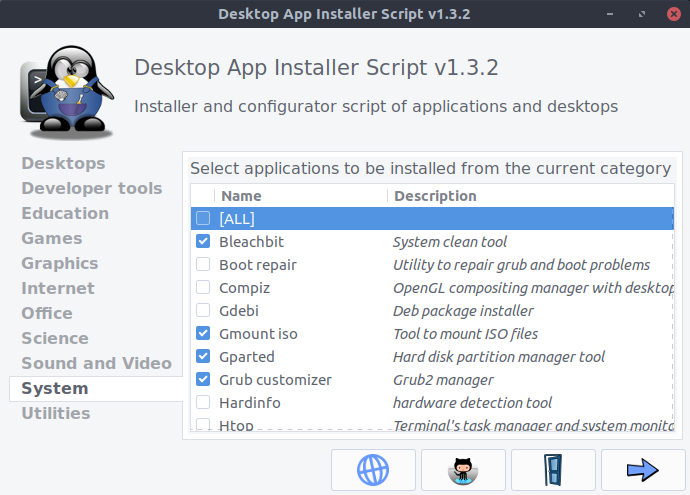 Desktop App Installer Script v1.3.2
Desktop App Installer Script v1.3.2
Installer and configurator script of applications and desktops
Desktops
Developer tools
Education
Games
Graphics
Internet
Office
Science
Sound and Video
System
Utilities
Select applications to be installed from the current category
Name Description
[ALL]
Bleachbit System clean tool
Boot repair Utility to repair grub and boot problems
Compiz OpenGL compositing manager with desktop
Gdebi Deb package installer
Gmount iso Tool to mount ISO files
Gparted Hard disk partition manager tool
Grub customizer Grub2 manager
Hardinfo hardware detection tool
Htop Terminal's task manager and system monito